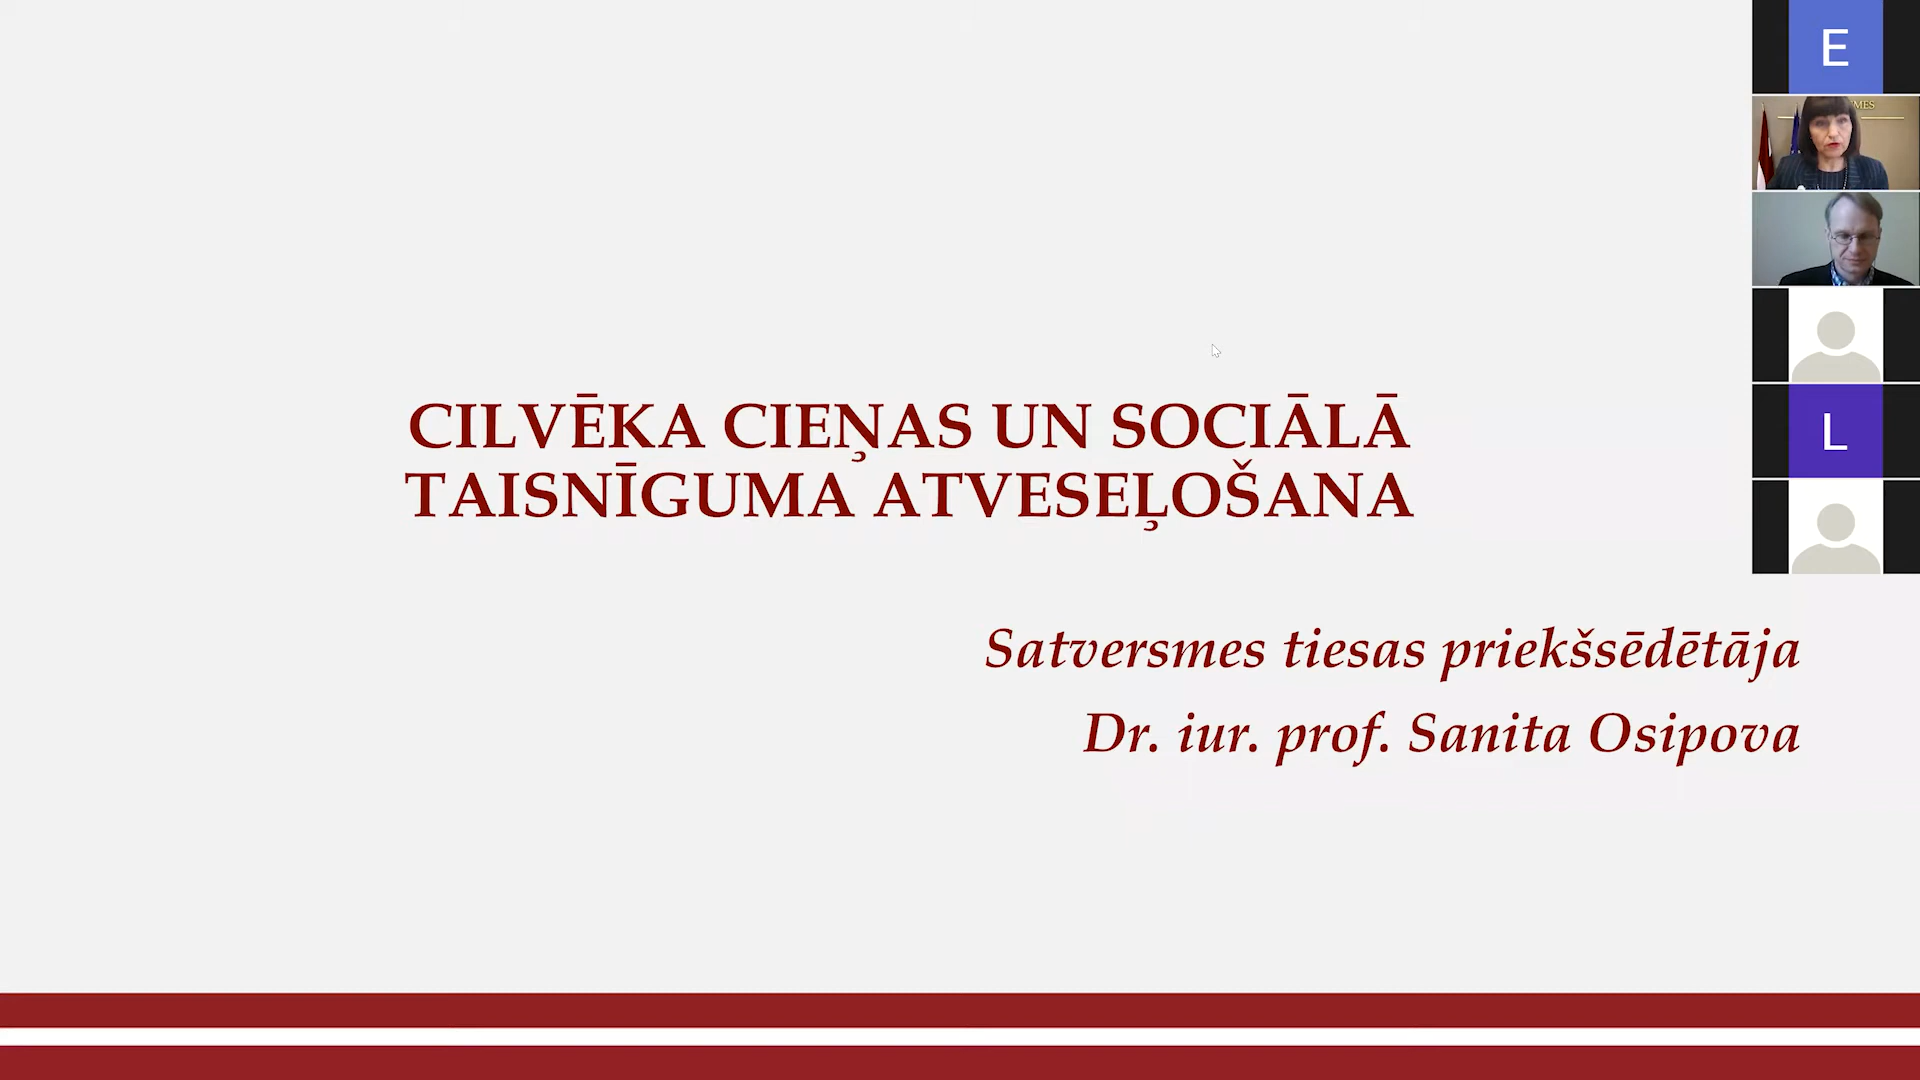 CILVĒKA CIEŅAS UN SOCIĀLĀ
TAISNĪGUMA ATVESEĻOŠANA
Satversmes tiesas priekšsēdētāja
Dr. iur. prof. Sanita Osipova
E
L